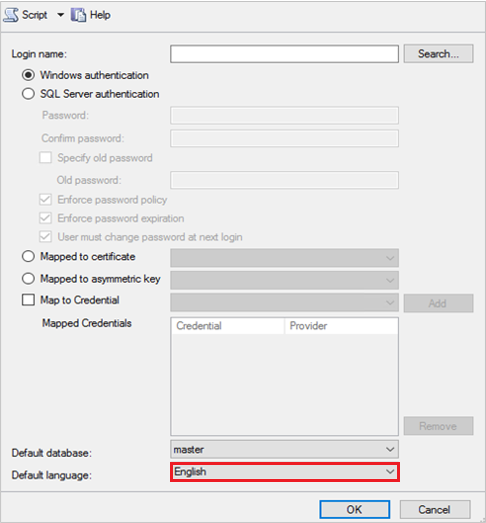 Script Help
Login name: Search...
Windows authentication
SQL Server authentication
Password:
Confirm password:
Specify old password
Old password:
Enforce password policy
Enforce password expiration
User must change password at next login
Mapped to certificate
Mapped to asymmetric key
Map to Credential Add
Mapped Credentials Credential Provider
Remove
Default database: master
Default language: English
OK Cancel